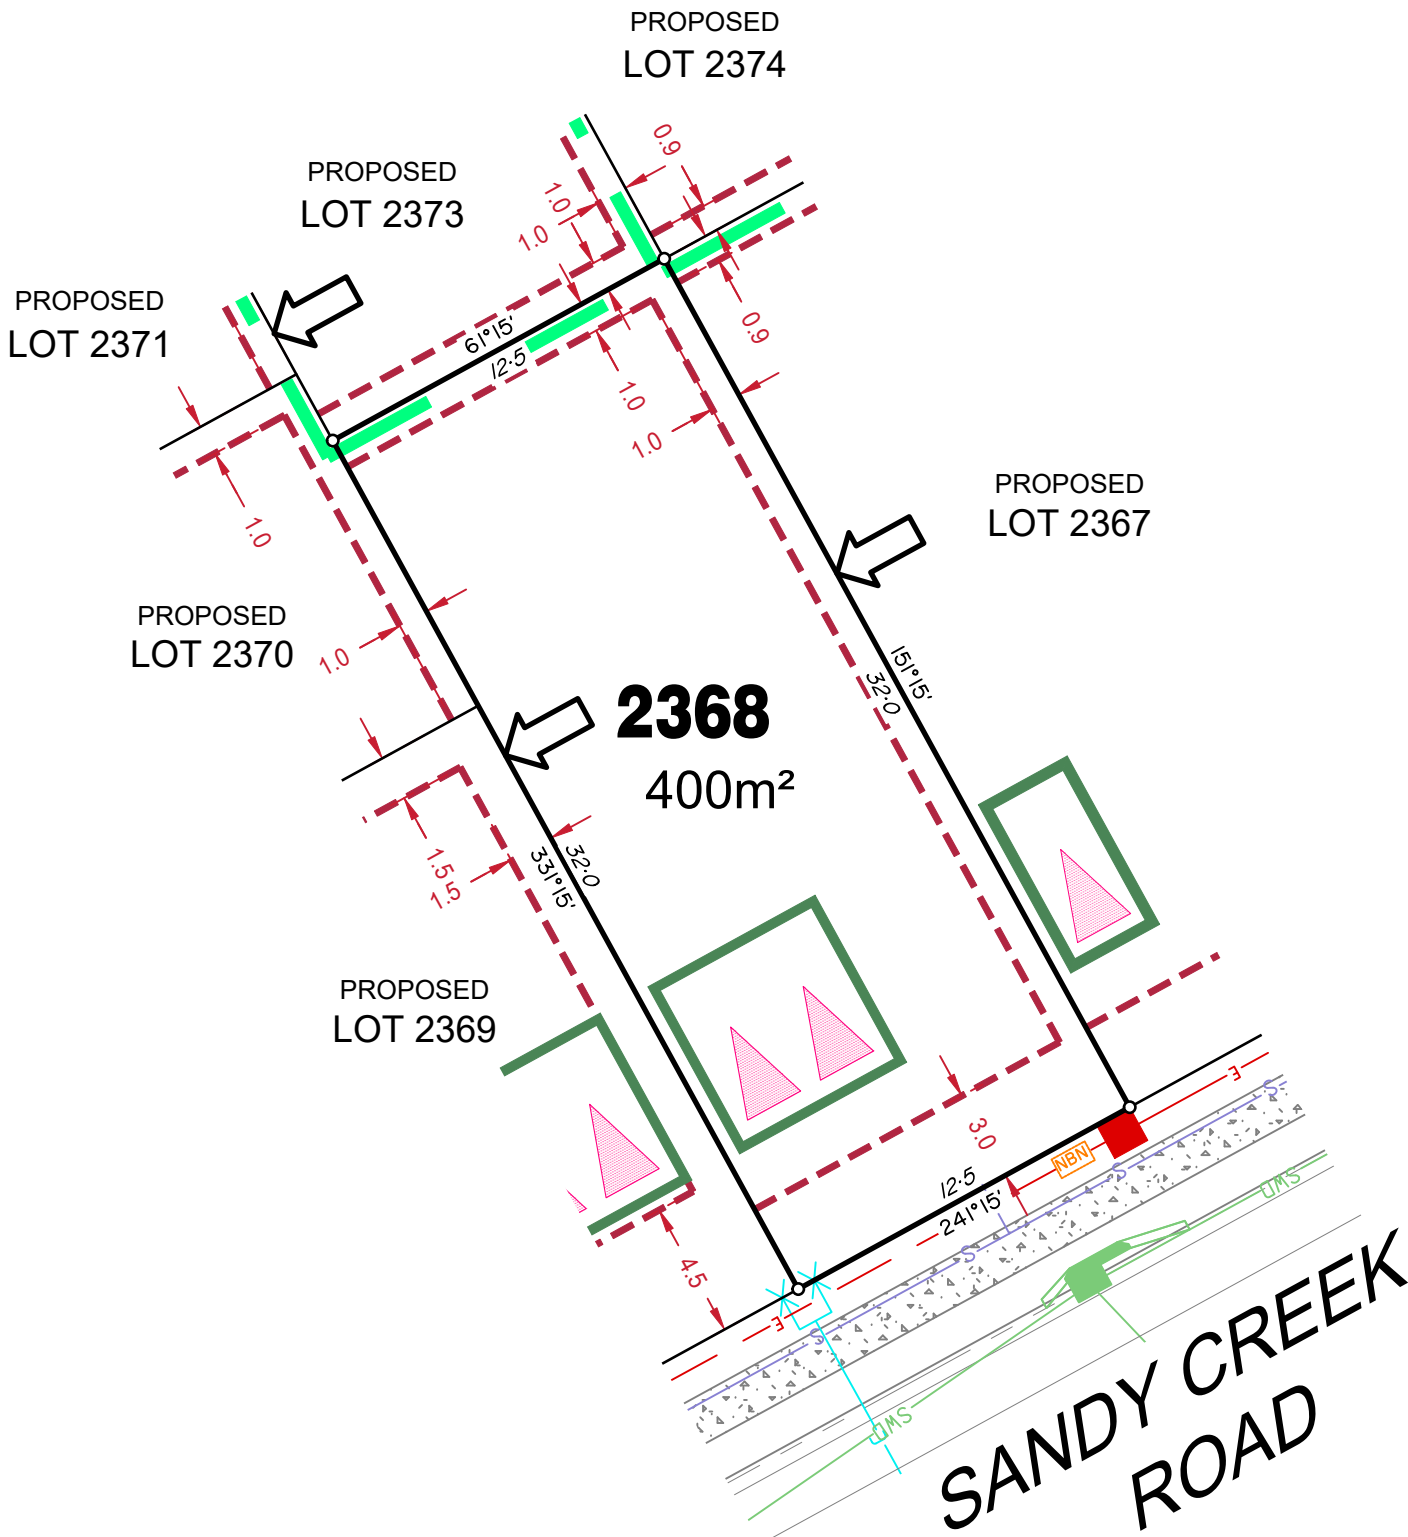 PROPOSED
LOT 2374
PROPOSED
LOT 2373
0.9
1.0
1.0
PROPOSED
LOT 2371
61°15'
12·5
0.9
1.0
1.0
1.0
PROPOSED
LOT 2367
PROPOSED
LOT 2370
1.0
151°15'
32·0
2368
400m²
32·0
331°15'
1.5
1.5
PROPOSED
LOT 2369
3.0
12·5
241°15'
NBN
E
S
S
S
SWD
4.5
E
S
SWD
SANDY CREEK
ROAD